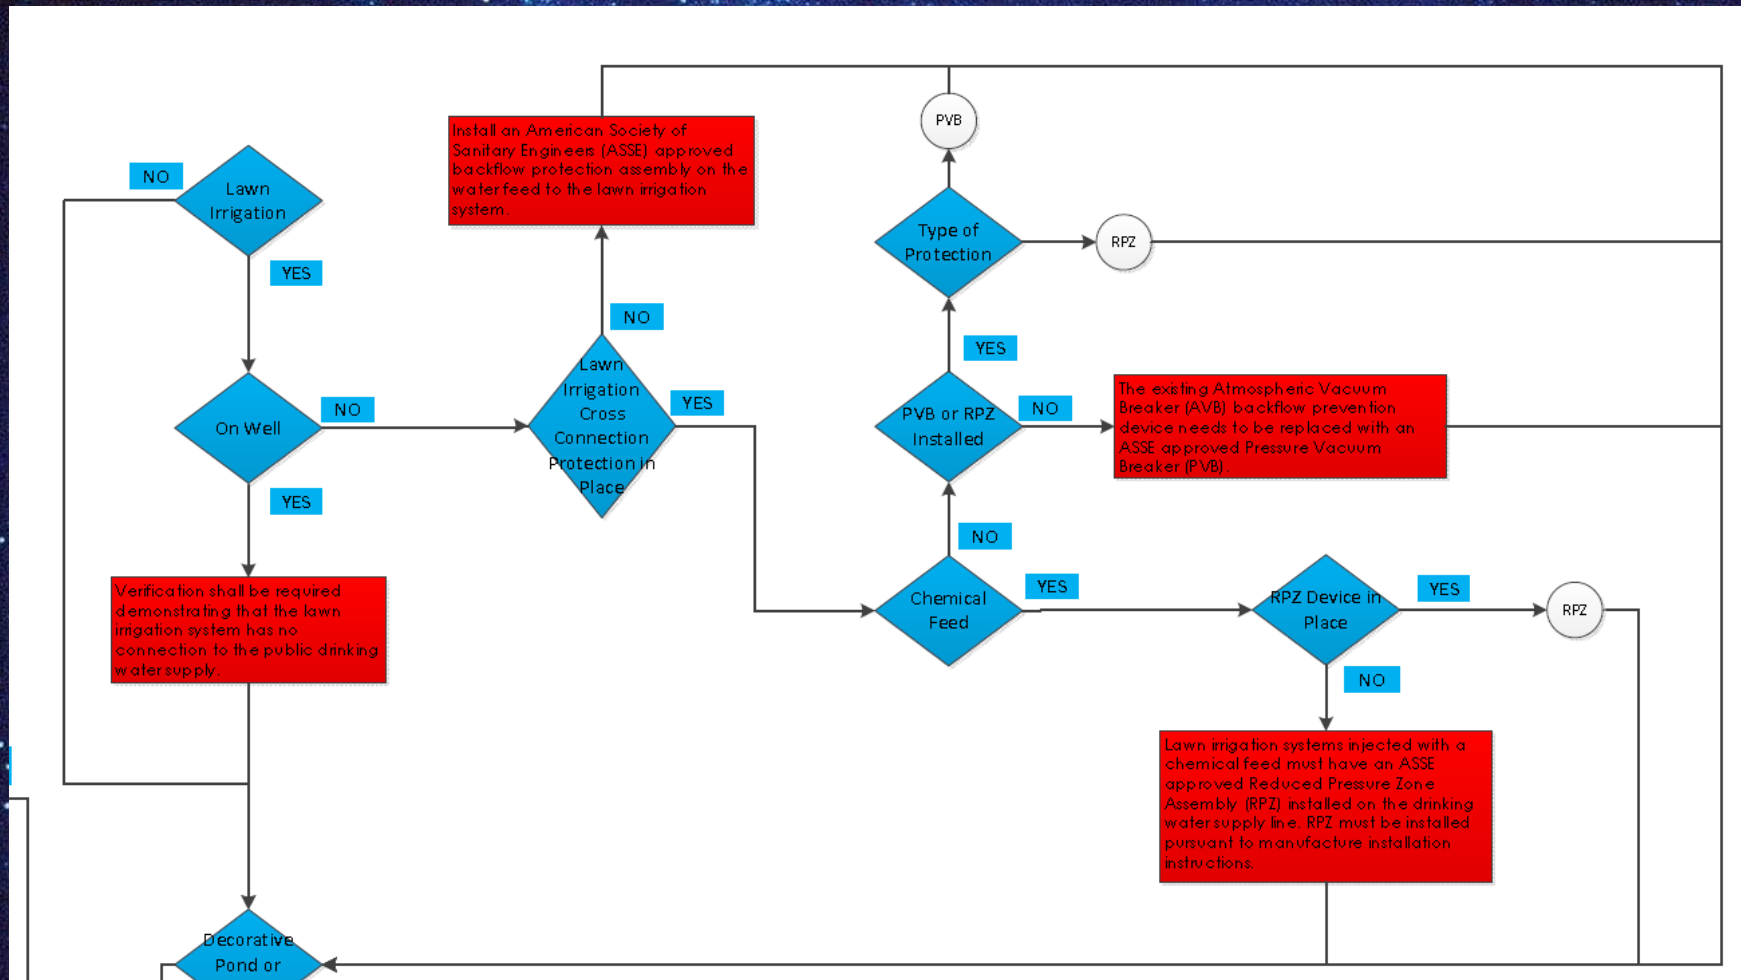 PVB
Install an American Society of
Sanitary Engineers (ASSE) approved
backflow protection assembly on the
water feed to the lawn irrigation
system.
NO
Lawn
Irrigation
YES
Type of
Protection
RPZ
NO
YES
Lawn
Irrigation
Cross
Connection
Protection in
Place
YES
NO
On Well
PVB or RPZ
Installed
NO
The existing Atmospheric Vacuum
Breaker (AVB) backflow prevention
device needs to be replaced with an
ASSE approved Pressure Vacuum
Breaker (PVB).
YES
NO
Verification shall be required
demonstrating that the lawn
irrigation system has no
connection to the public drinking
water supply.
Chemical
Feed
YES
RPZ Device in
Place
YES
RPZ
NO
Lawn irrigation systems injected with a
chemical feed must have an ASSE
approved Reduced Pressure Zone
Assembly (RPZ) installed on the drinking
water supply line. RPZ must be installed
pursuant to manufacture installation
instructions.
Decorative
Pond or